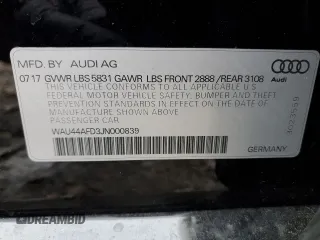 MFD. BY AUDI AG
07 17 GVWR LBS 5831 GAWR LBS FRONT 2888 /REAR 3108
Audi
THIS VEHICLE CONFORMS TO ALL APPLICABLE
FEDERAL MOTOR VEHICLE SAFETY, BUMPER, AND
THEFT PREVENTION STANDARDS IN EFFECT ON THE DATE OF
MANUFACTURE SHOWN ABOVE.
PASSENGER CAR
WAU44AFD3JN000839
GERMANY
CREDAMBID